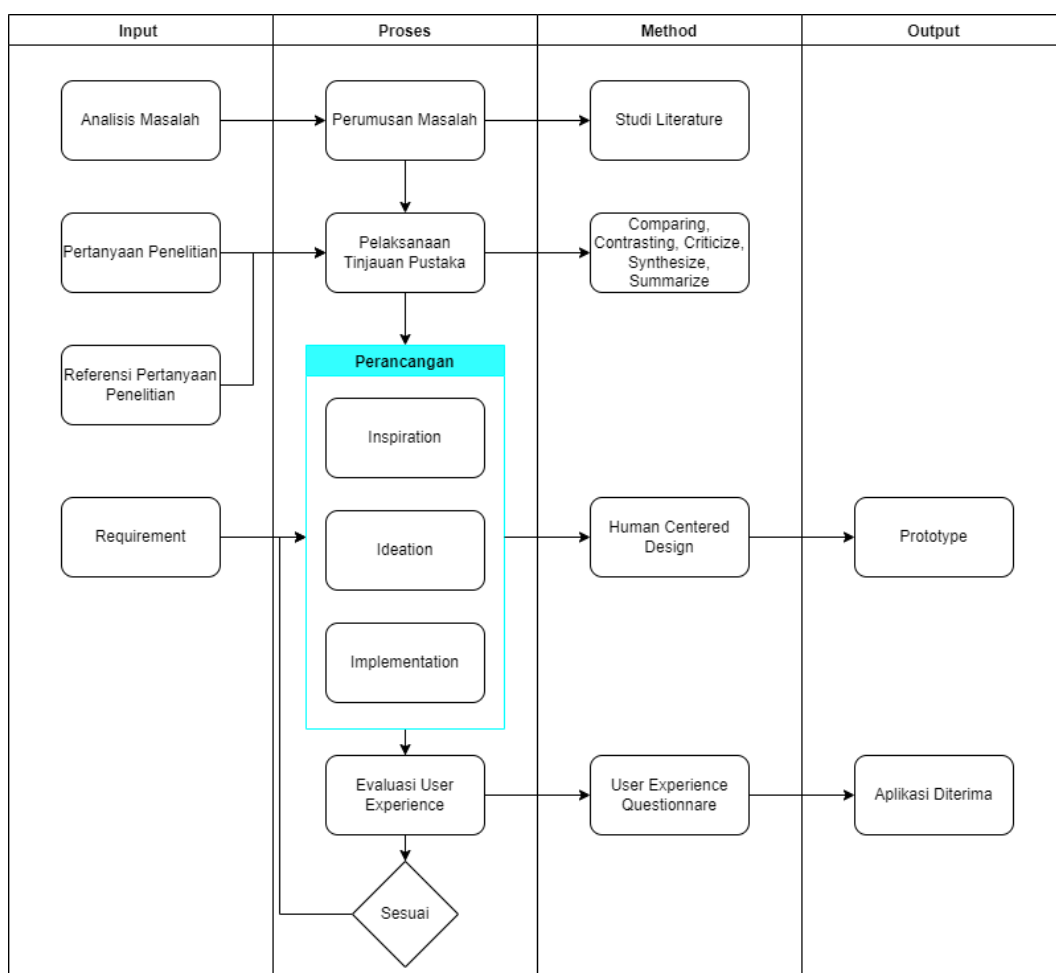 Input
Proses
Method
Output
Analisis Masalah
Perumusan Masalah
Studi Literature
Pertanyaan Penelitian
Pelaksanaan
Tinjauan Pustaka
Comparing,
Contrasting, Criticize,
Synthesize,
Summarize
Referensi Pertanyaan
Penelitian
Perancangan
Inspiration
Requirement
Ideation
Human Centered
Design
Prototype
Implementation
Evaluasi User
Experience
User Experience
Questionnare
Aplikasi Diterima
Sesuai